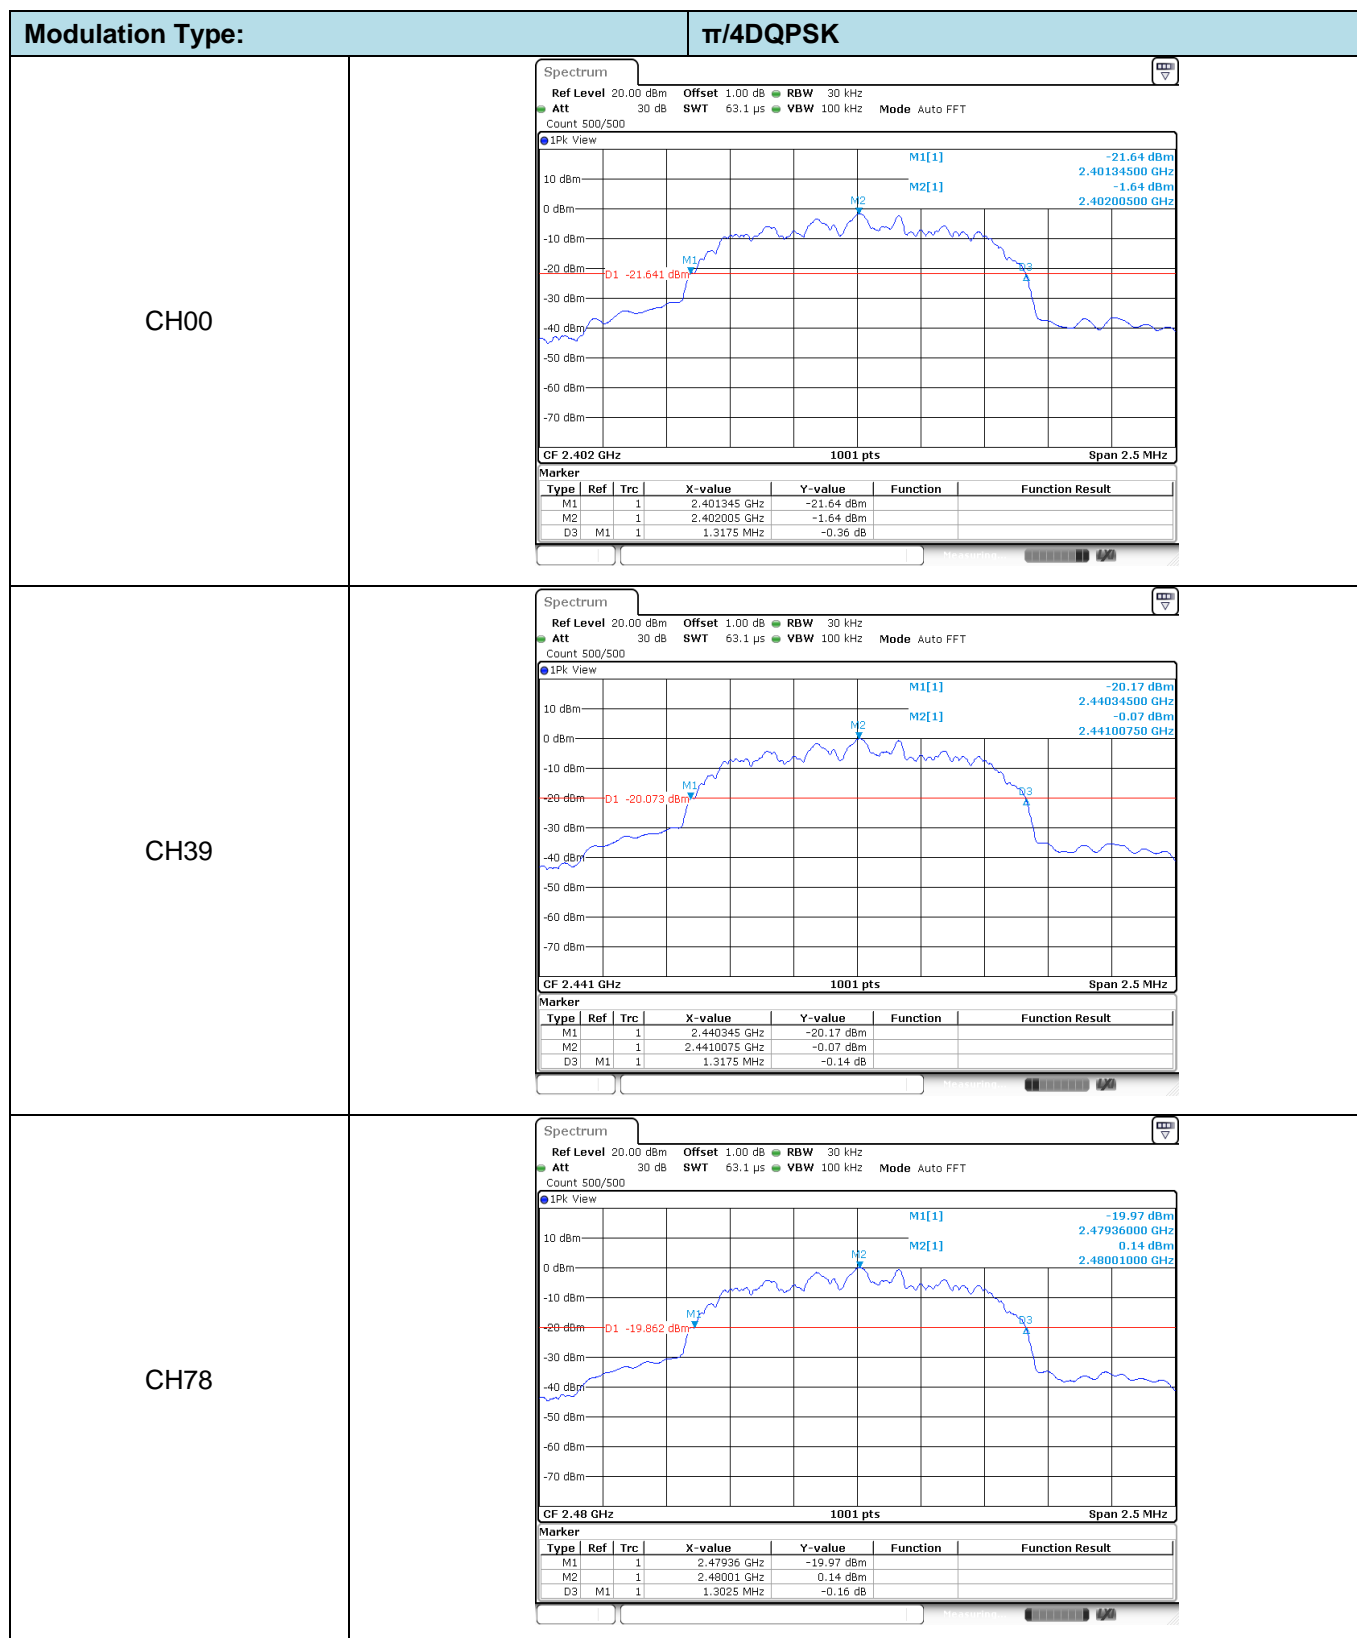 Modulation Type: π/4DQPSK
CH00
Spectrum
Ref Level 20.00 dBm Offset 1.00 dB RBW 30 kHz
Att 30 dB SWT 63.1 µs VBW 100 kHz Mode Auto FFT
Count 500/500
1Pk View
M1[1] -21.64 dBm
2.40134500 GHz
10 dBm
M2[1] -1.64 dBm
M2 2.40200500 GHz
0 dBm
-10 dBm
M1
-20 dBm D1 -21.641 dBm D3
-30 dBm
-40 dBm
-50 dBm
-60 dBm
-70 dBm
CF 2.402 GHz 1001 pts Span 2.5 MHz
Marker
Type Ref Trc X-value Y-value Function Function Result
M1 1 2.401345 GHz -21.64 dBm
M2 1 2.402005 GHz -1.64 dBm
D3 M1 1 1.3175 MHz -0.36 dB
Measuring...
CH39
Spectrum
Ref Level 20.00 dBm Offset 1.00 dB RBW 30 kHz
Att 30 dB SWT 63.1 µs VBW 100 kHz Mode Auto FFT
Count 500/500
1Pk View
M1[1] -20.17 dBm
2.44034500 GHz
10 dBm
M2[1] -0.07 dBm
M2 2.44100750 GHz
0 dBm
-10 dBm
M1 D3
-20 dBm D1 -20.073 dBm
-30 dBm
-40 dBm
-50 dBm
-60 dBm
-70 dBm
CF 2.441 GHz 1001 pts Span 2.5 MHz
Marker
Type Ref Trc X-value Y-value Function Function Result
M1 1 2.440345 GHz -20.17 dBm
M2 1 2.4410075 GHz -0.07 dBm
D3 M1 1 1.3175 MHz -0.14 dB
Measuring...
CH78
Spectrum
Ref Level 20.00 dBm Offset 1.00 dB RBW 30 kHz
Att 30 dB SWT 63.1 µs VBW 100 kHz Mode Auto FFT
Count 500/500
1Pk View
M1[1] -19.97 dBm
2.47936000 GHz
10 dBm
M2[1] 0.14 dBm
M2 2.48001000 GHz
0 dBm
-10 dBm
M1 D3
-20 dBm D1 -19.862 dBm
-30 dBm
-40 dBm
-50 dBm
-60 dBm
-70 dBm
CF 2.48 GHz 1001 pts Span 2.5 MHz
Marker
Type Ref Trc X-value Y-value Function Function Result
M1 1 2.47936 GHz -19.97 dBm
M2 1 2.48001 GHz 0.14 dBm
D3 M1 1 1.3025 MHz -0.16 dB
Measuring...